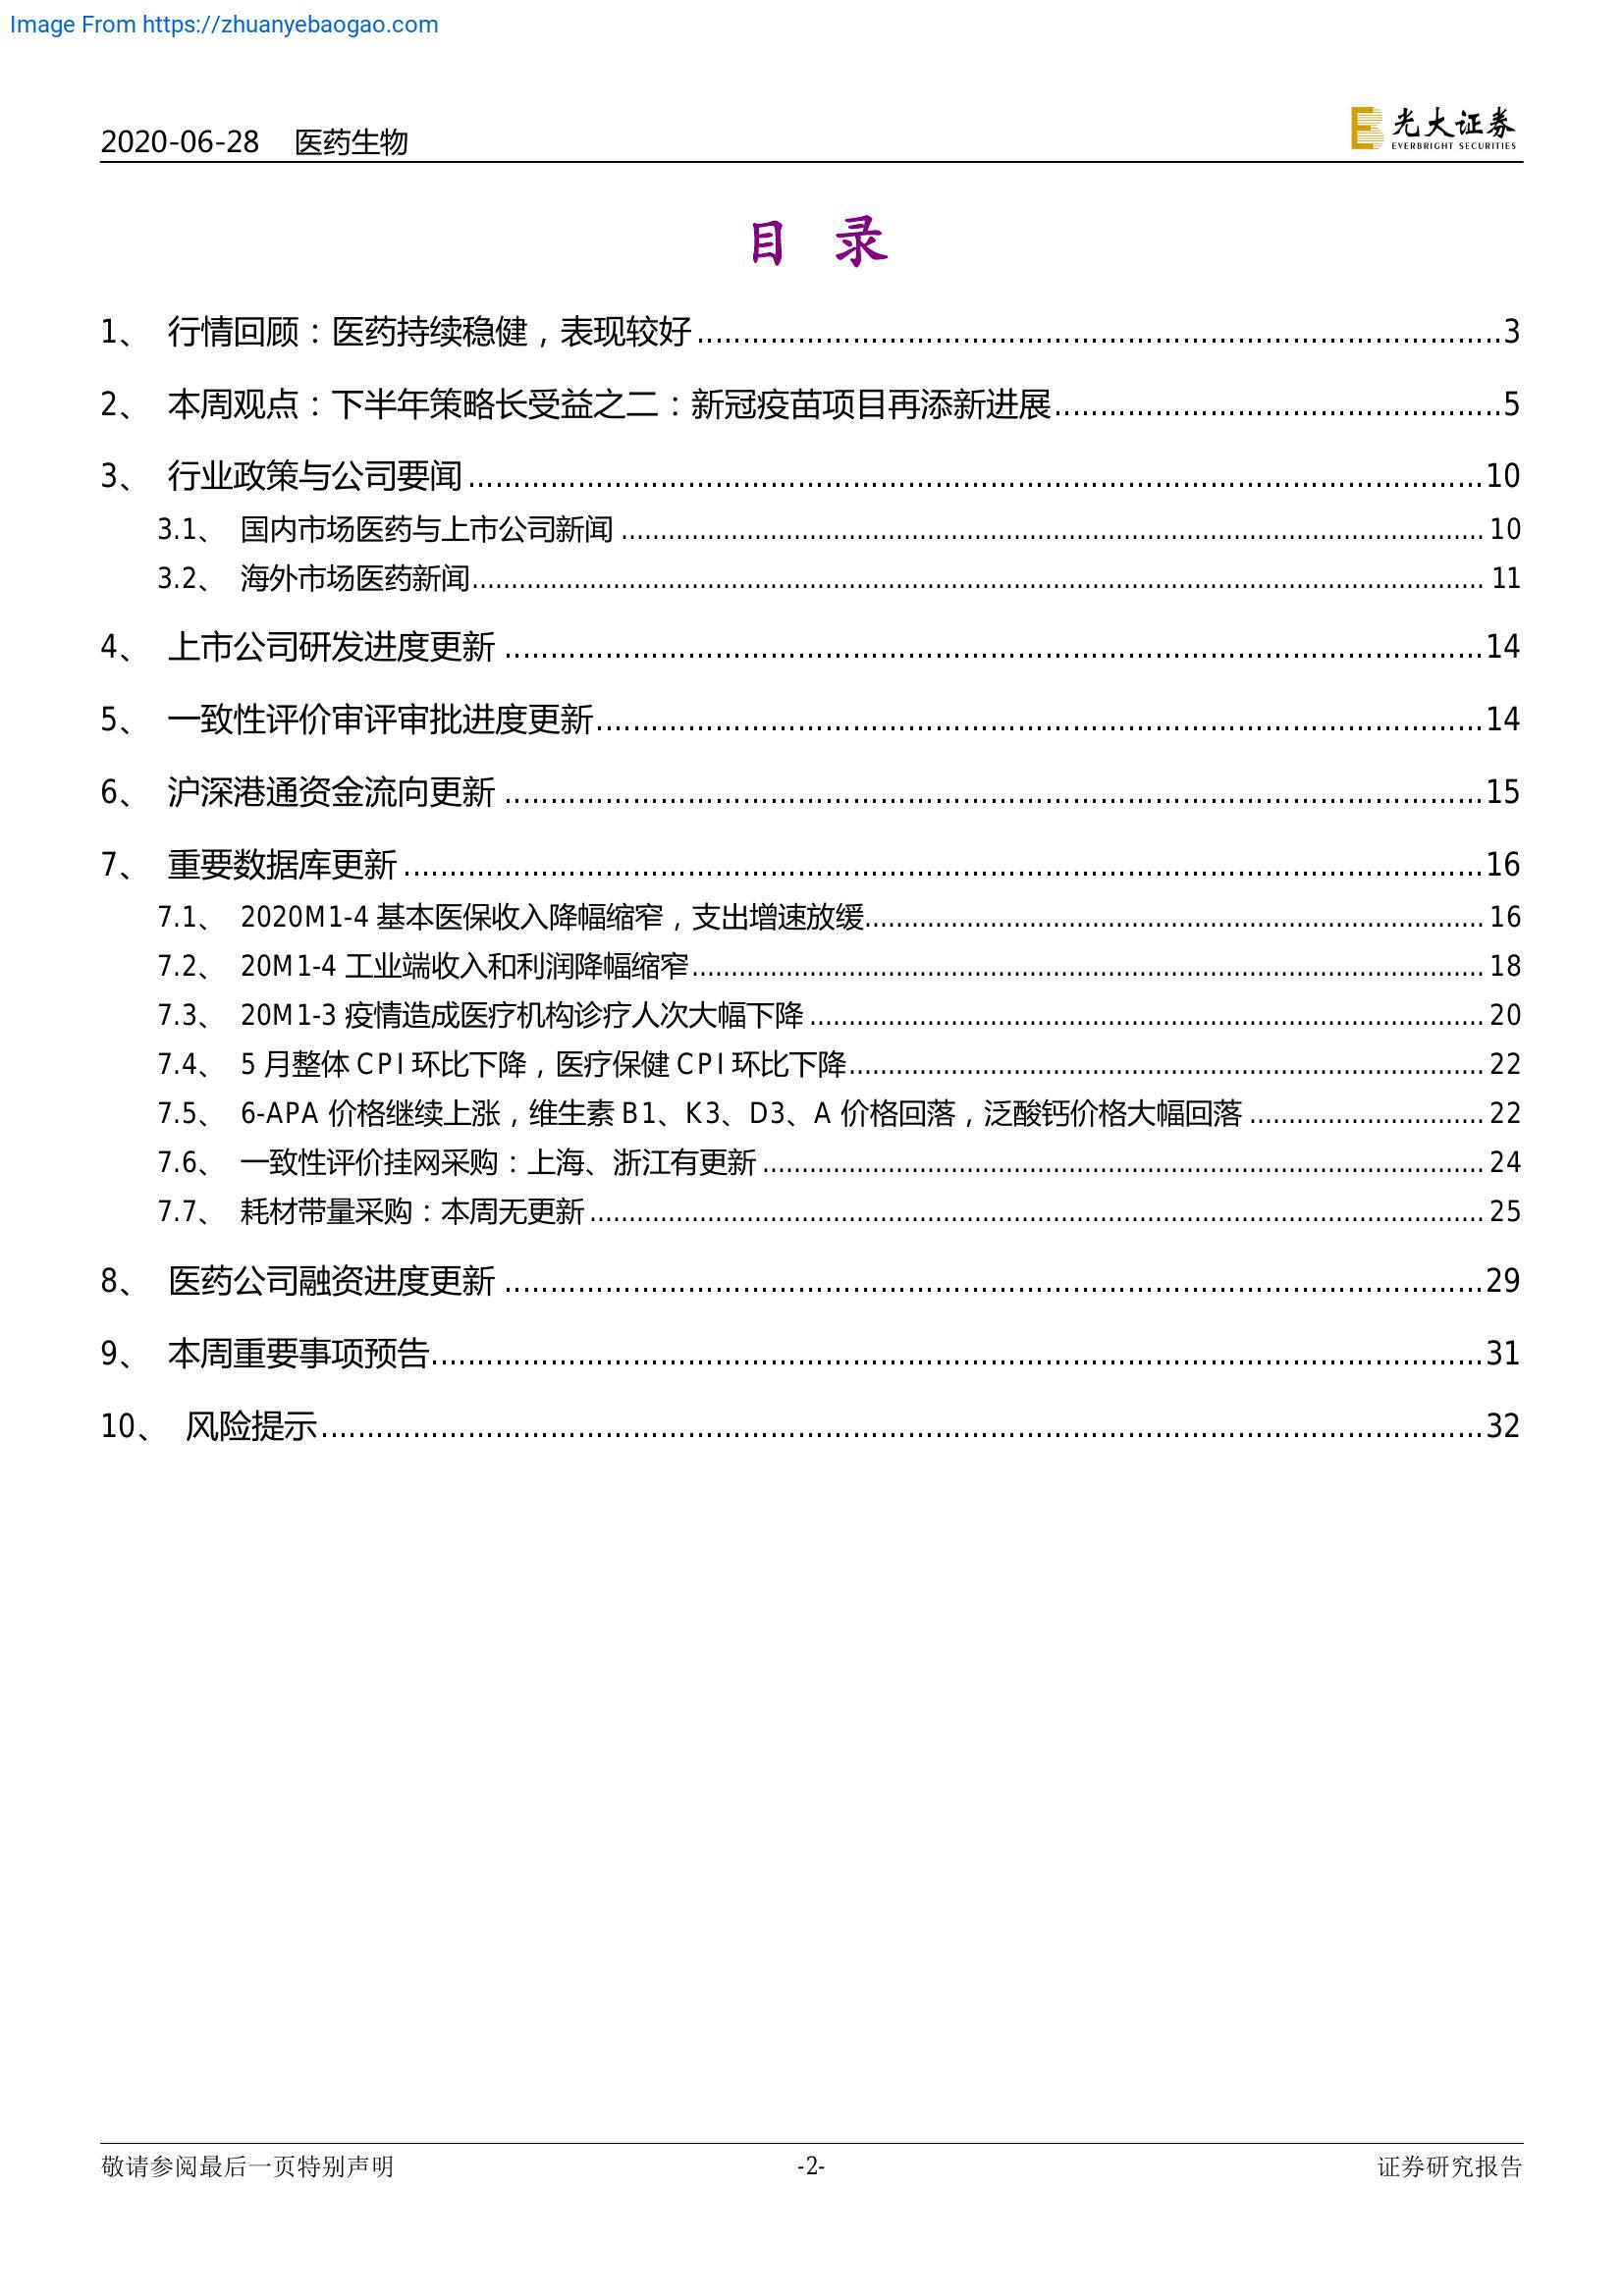 Image From https://zhuanyebaogao.com
2020-06-28 医药生物
光大证券
EVERBRIGHT SECURITIES
目 录
1、 行情回顾：医药持续稳健，表现较好 3
2、 本周观点：下半年策略长受益之二：新冠疫苗项目再添新进展 5
3、 行业政策与公司要闻 10
3.1、 国内市场医药与上市公司新闻 10
3.2、 海外市场医药新闻 11
4、 上市公司研发进度更新 14
5、 一致性评价审评审批进度更新 14
6、 沪深港通资金流向更新 15
7、 重要数据库更新 16
7.1、 2020M1-4 基本医保收入降幅缩窄，支出增速放缓 16
7.2、 20M1-4 工业端收入和利润降幅缩窄 18
7.3、 20M1-3 疫情造成医疗机构诊疗人次大幅下降 20
7.4、 5 月整体 CPI 环比下降，医疗保健 CPI 环比下降 22
7.5、 6-APA 价格继续上涨，维生素 B1、K3、D3、A 价格回落，泛酸钙价格大幅回落 22
7.6、 一致性评价挂网采购：上海、浙江有更新 24
7.7、 耗材带量采购：本周无更新 25
8、 医药公司融资进度更新 29
9、 本周重要事项预告 31
10、 风险提示 32
敬请参阅最后一页特别声明 -2- 证券研究报告